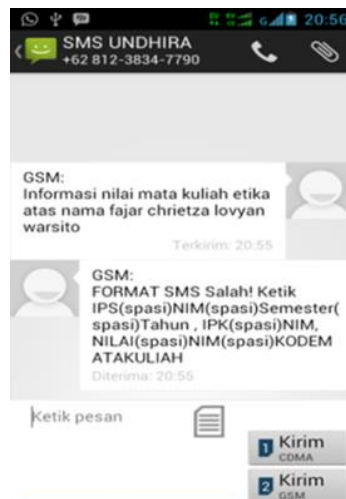 20:56
SMS UNDHIRA
+62 812-3834-7790
GSM:
Informasi nilai mata kuliah etika
atas nama fajar chrietza lovyan
warsito
Terkirim: 20:55
GSM:
FORMAT SMS Salah! Ketik
IPS(spasi)NIM(spasi)Semester(
spasi)Tahun , IPK(spasi)NIM,
NILAI(spasi)NIM(spasi)KODEM
ATAKULIAH
Diterima: 20:55
Ketik pesan
1 Kirim
CDMA
2 Kirim
GSM